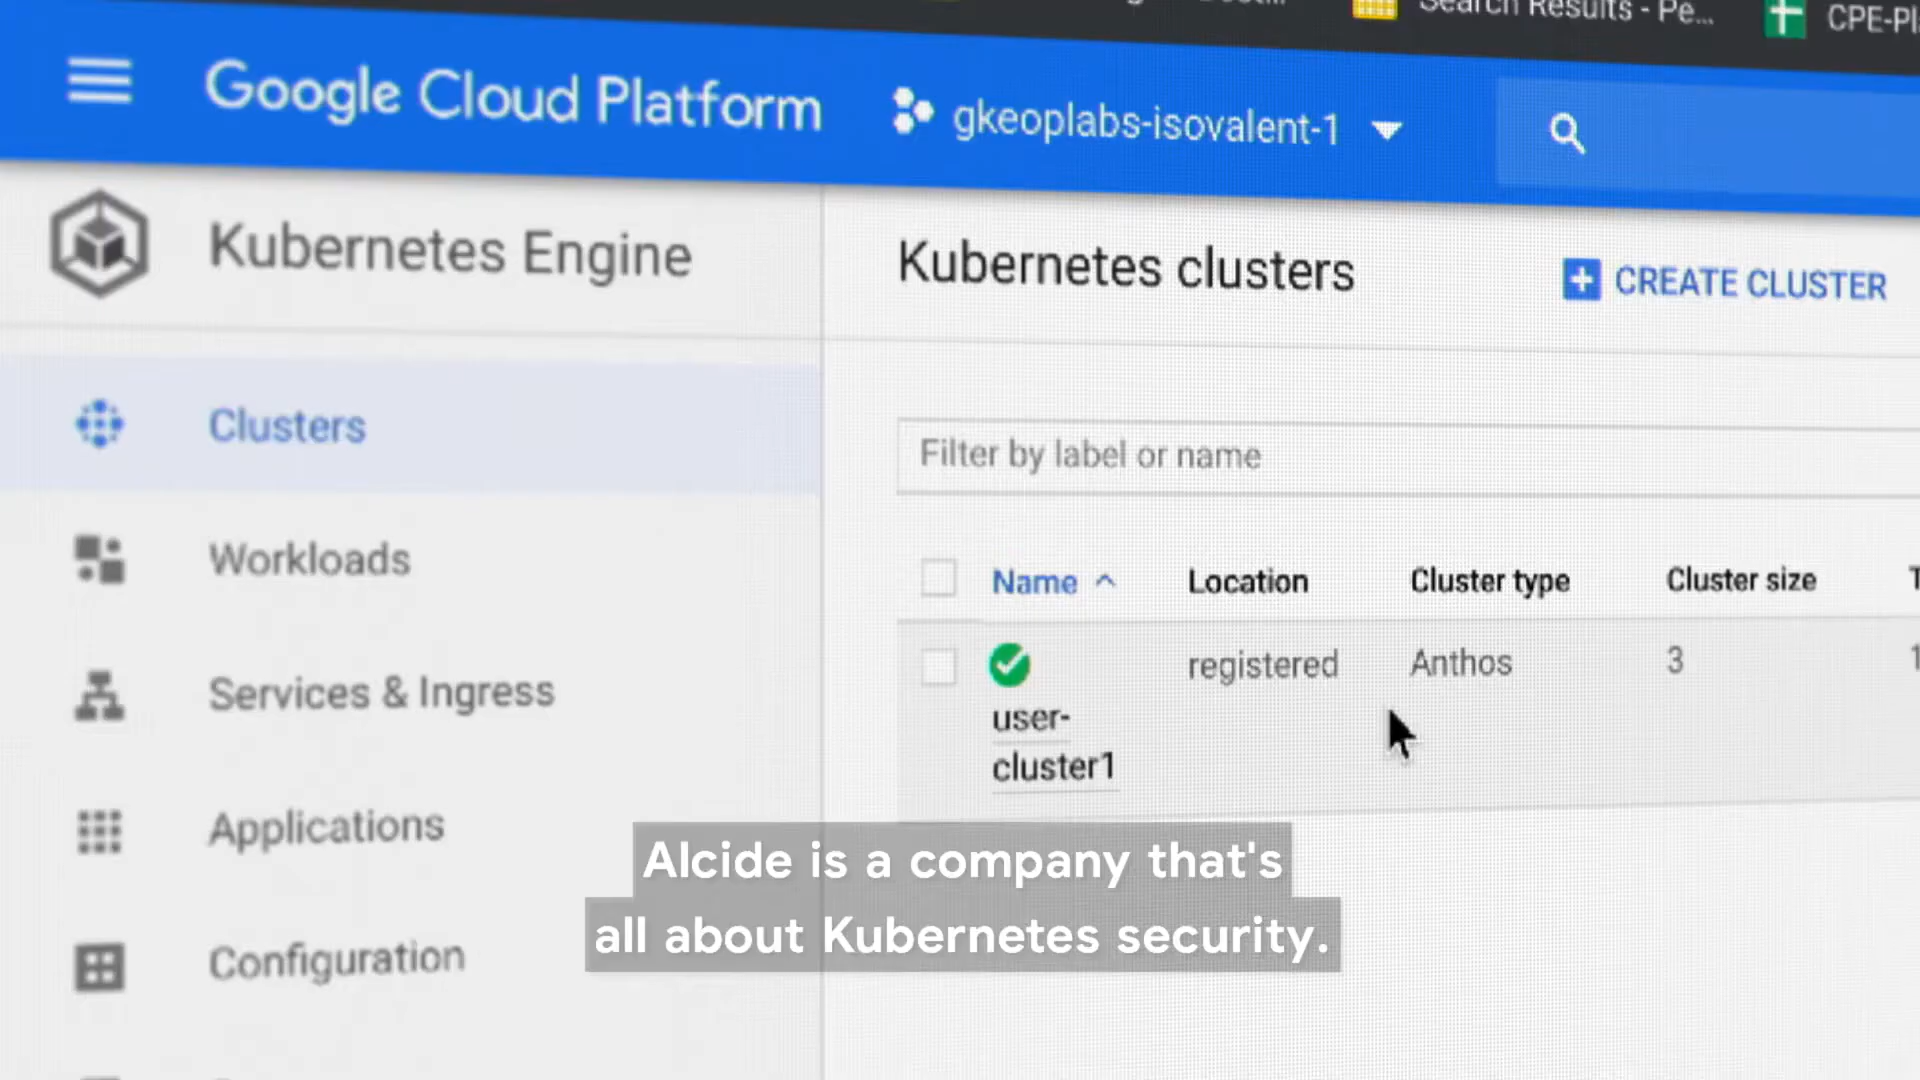 Search Results - Pe...
CPE-Pl
Google Cloud Platform
gkeoplabs-isovalent-1
Kubernetes Engine
Kubernetes clusters
CREATE CLUSTER
Clusters
Filter by label or name
Workloads
Name
Location
Cluster type
Cluster size
registered
Anthos
3
Services & Ingress
user-
cluster1
Applications
Alcide is a company that's
all about Kubernetes security.
Configuration